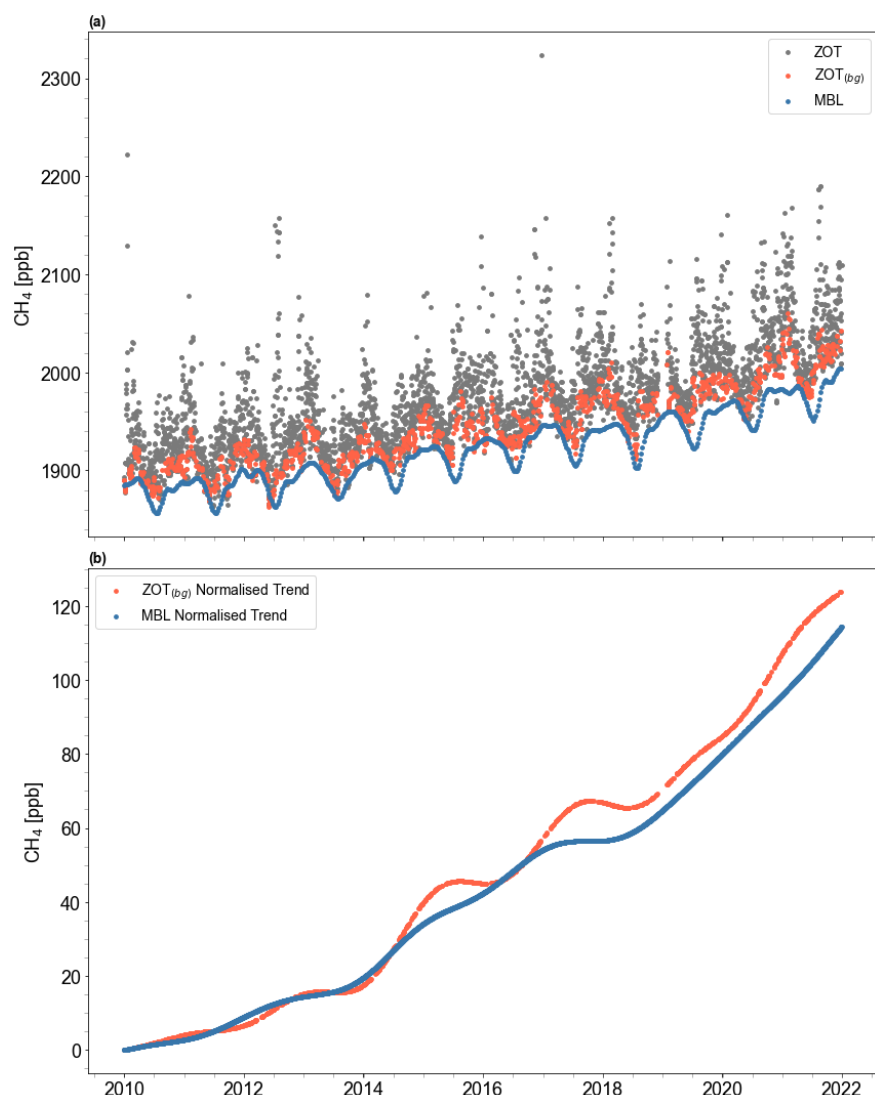 (a)
2300
2200
2100
2000
1900
CH₄ [ppb]
ZOT
ZOT(bg)
MBL
(b)
120
100
80
60
40
20
0
CH₄ [ppb]
ZOT(bg) Normalised Trend
MBL Normalised Trend
2010 2012 2014 2016 2018 2020 2022